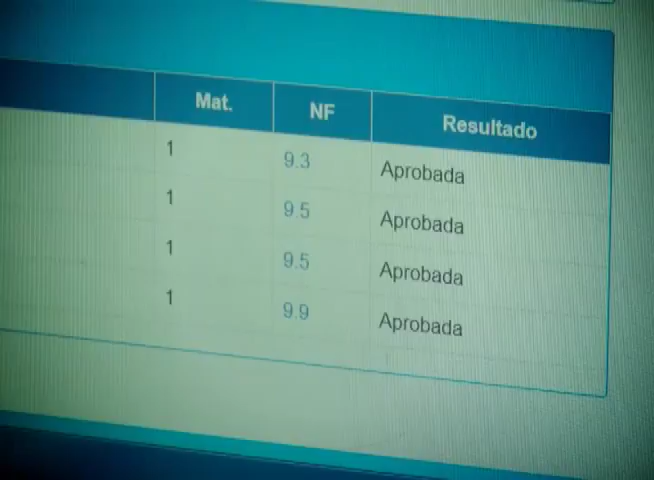 Mat. NF Resultado
1 9.3 Aprobada
1 9.5 Aprobada
1 9.5 Aprobada
1 9.9 Aprobada